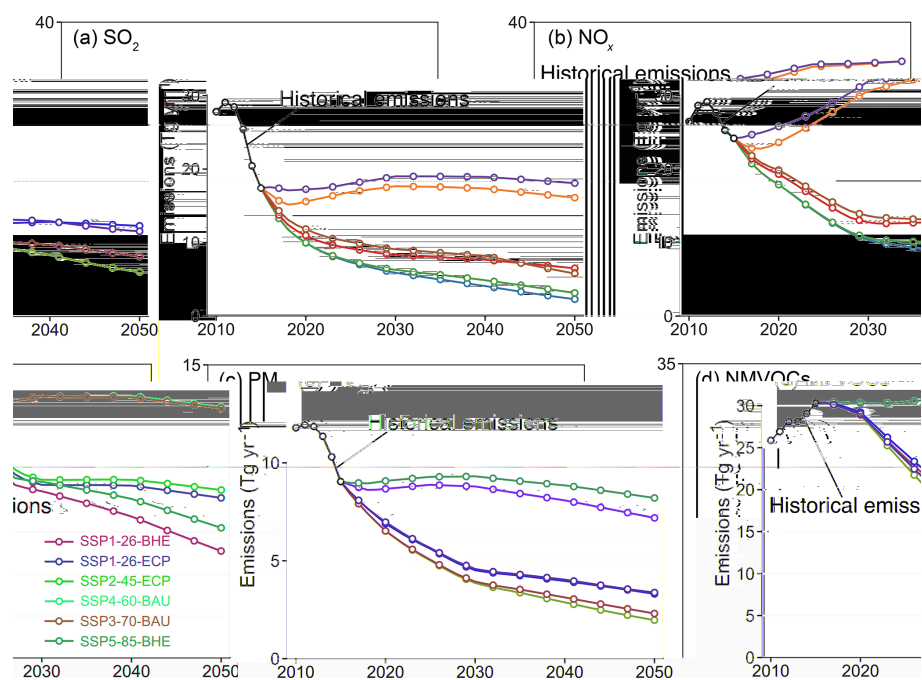 40
(a) SO2
40
(b) NOx
Historical emissions
Historical emissions
20
20
0
2030 2040 2050
2010 2020 2030 2040 2050
2010 2020 2030
15
(c) PM
35
(d) NMVOCs
Historical emissions
30
10
25
Historical emiss
ions
20
Emissions (Tg yr-1)
Emissions (Tg yr
SSP1-26-BHE
SSP1-26-ECP
15
SSP2-45-ECP
5
SSP4-60-BAU
10
SSP3-70-BAU
SSP5-85-BHE
5
0
0
2030 2040 2050
2010 2020 2030 2040 2050
2010 2020